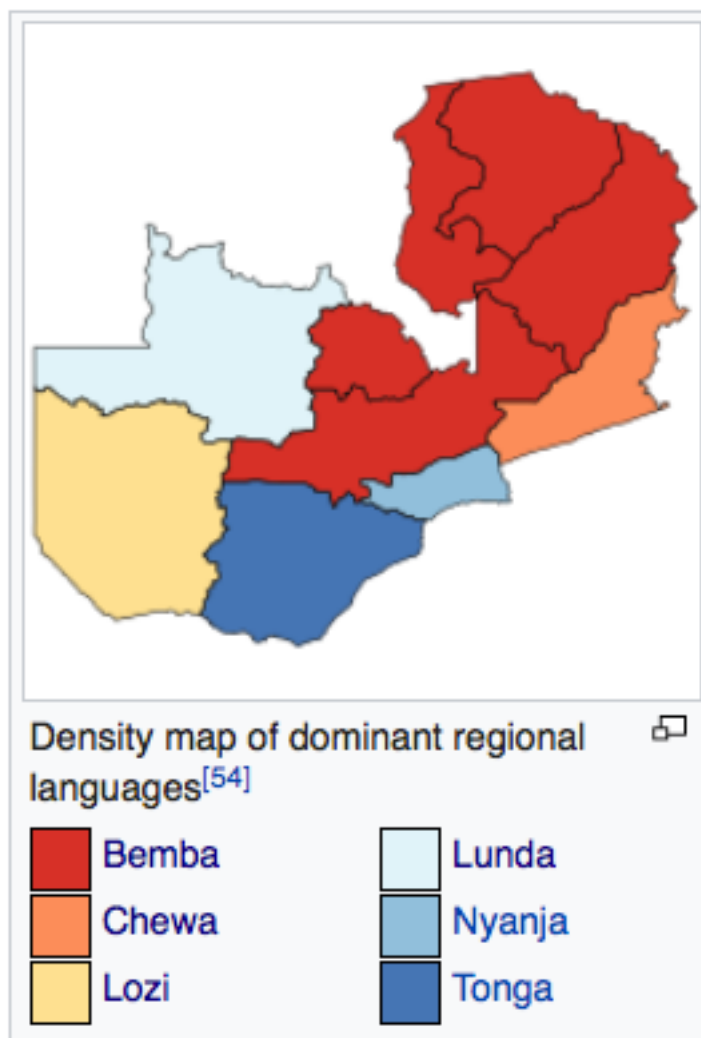 Density map of dominant regional
languages[54]
Bemba
Lunda
Chewa
Nyanja
Lozi
Tonga